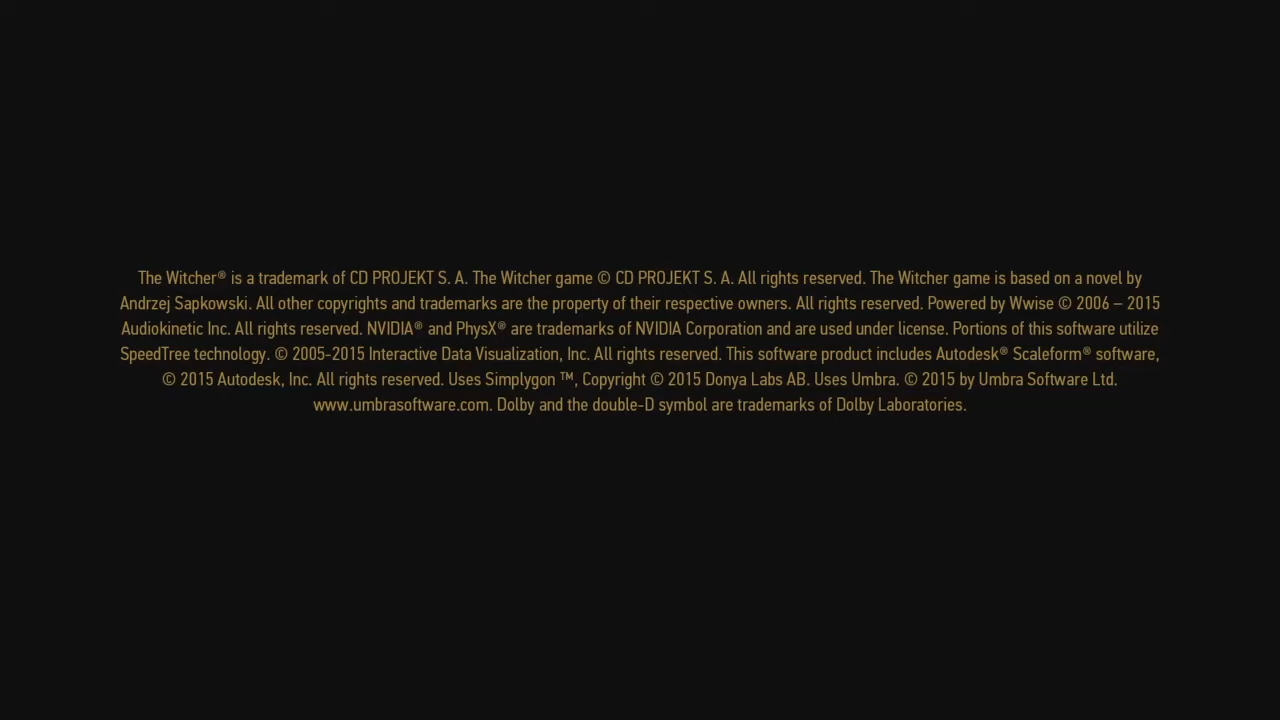 The Witcher® is a trademark of CD PROJEKT S. A. The Witcher game © CD PROJEKT S. A. All rights reserved. The Witcher game is based on a novel by
Andrzej Sapkowski. All other copyrights and trademarks are the property of their respective owners. All rights reserved. Powered by Wwise © 2006 – 2015
Audiokinetic Inc. All rights reserved. NVIDIA® and PhysX® are trademarks of NVIDIA Corporation and are used under license. Portions of this software utilize
SpeedTree technology. © 2005-2015 Interactive Data Visualization, Inc. All rights reserved. This software product includes Autodesk® Scaleform® software,
© 2015 Autodesk, Inc. All rights reserved. Uses Simplygon ™, Copyright © 2015 Donya Labs AB. Uses Umbra. © 2015 by Umbra Software Ltd.
www.umbrasoftware.com. Dolby and the double-D symbol are trademarks of Dolby Laboratories.